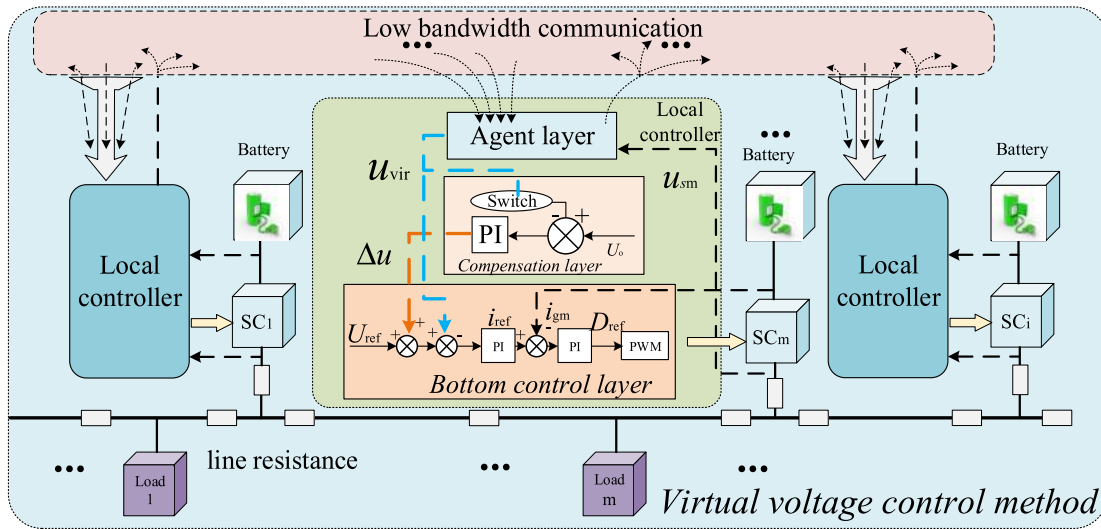 Low bandwidth communication
Agent layer
Local
controller
Battery
Battery
Battery
u_vir
u_sm
Switch
- +
PI
U_o
Compensation layer
Δu
Local
controller
SC_1
SC_m
Local
controller
SC_i
U_ref
+ +
+ -
i_ref
PI
i_gm
+ -
PI
D_ref
PWM
Bottom control layer
line resistance
Load
1
Load
m
Virtual voltage control method